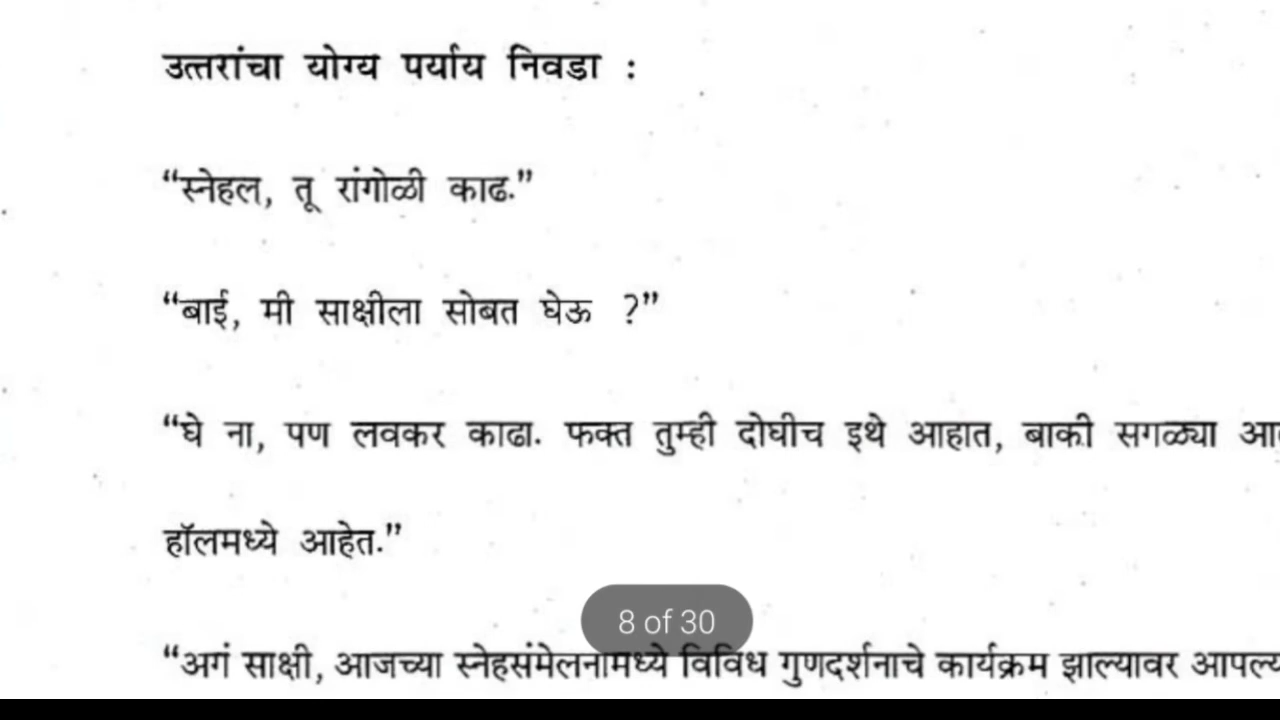 उत्तरांचा योग्य पर्याय निवडा :
“स्नेहल, तू रांगोळी काढ.”
“बाई, मी साक्षीला सोबत घेऊ ?”
“घे ना, पण लवकर काढा. फक्त तुम्ही दोघीच इथे आहात, बाकी सगळ्या
हॉलमध्ये आहेत.”
8 of 30
“अगं साक्षी, आजच्या स्नेहसंमेलनामध्ये विविध गुणदर्शनाचे कार्यक्रम झाल्यावर